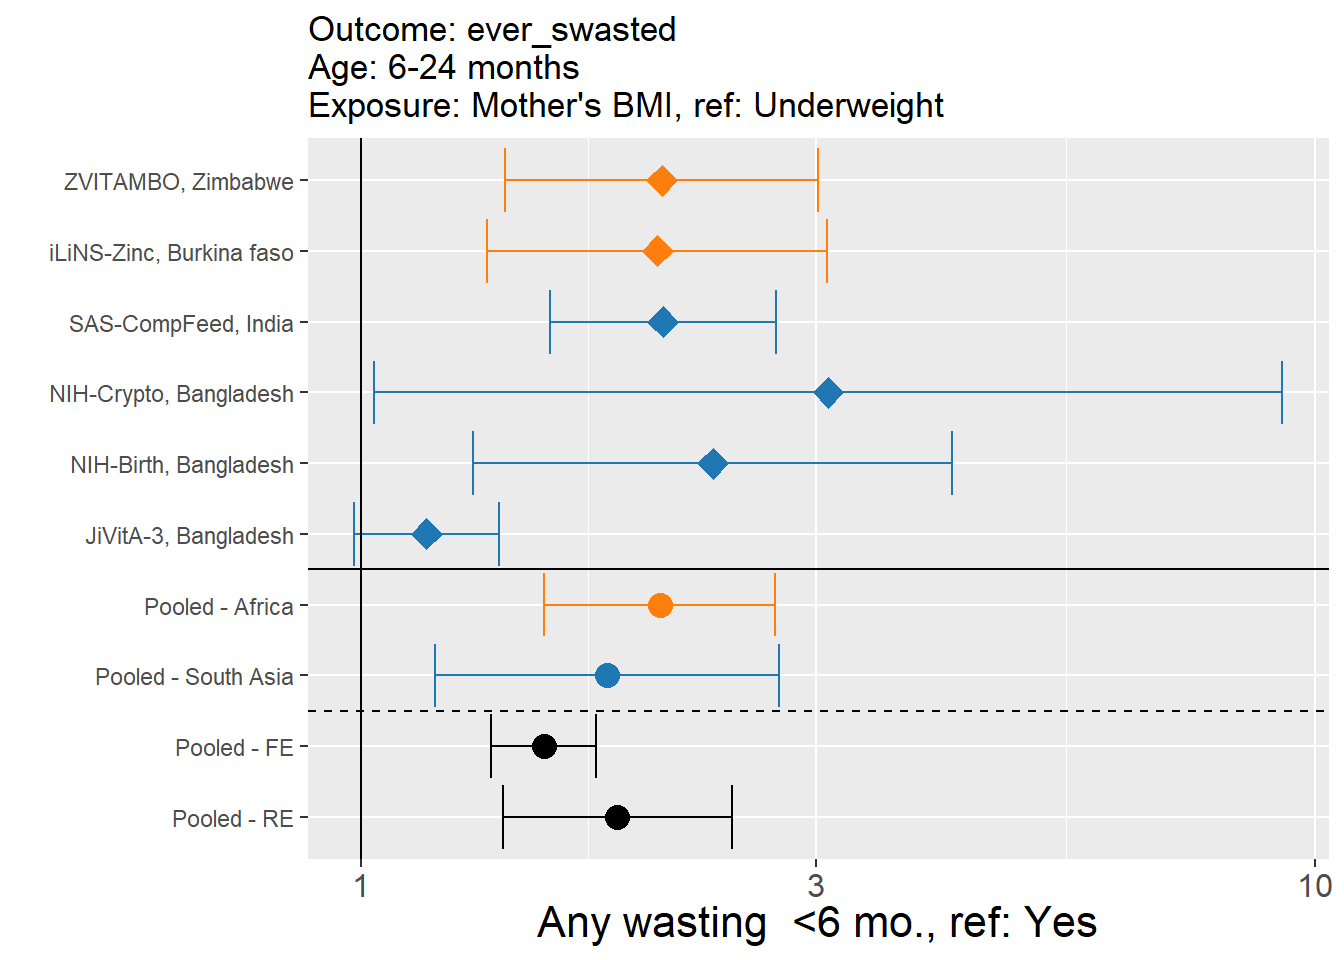 Outcome: ever_swasted
Age: 6-24 months
Exposure: Mother's BMI, ref: Underweight
ZVITAMBO, Zimbabwe
iLiNS-Zinc, Burkina faso
SAS-CompFeed, India
NIH-Crypto, Bangladesh
NIH-Birth, Bangladesh
JiVitA-3, Bangladesh
Pooled - Africa
Pooled - South Asia
Pooled - FE
Pooled - RE
1 3 10
Any wasting  <6 mo., ref: Yes